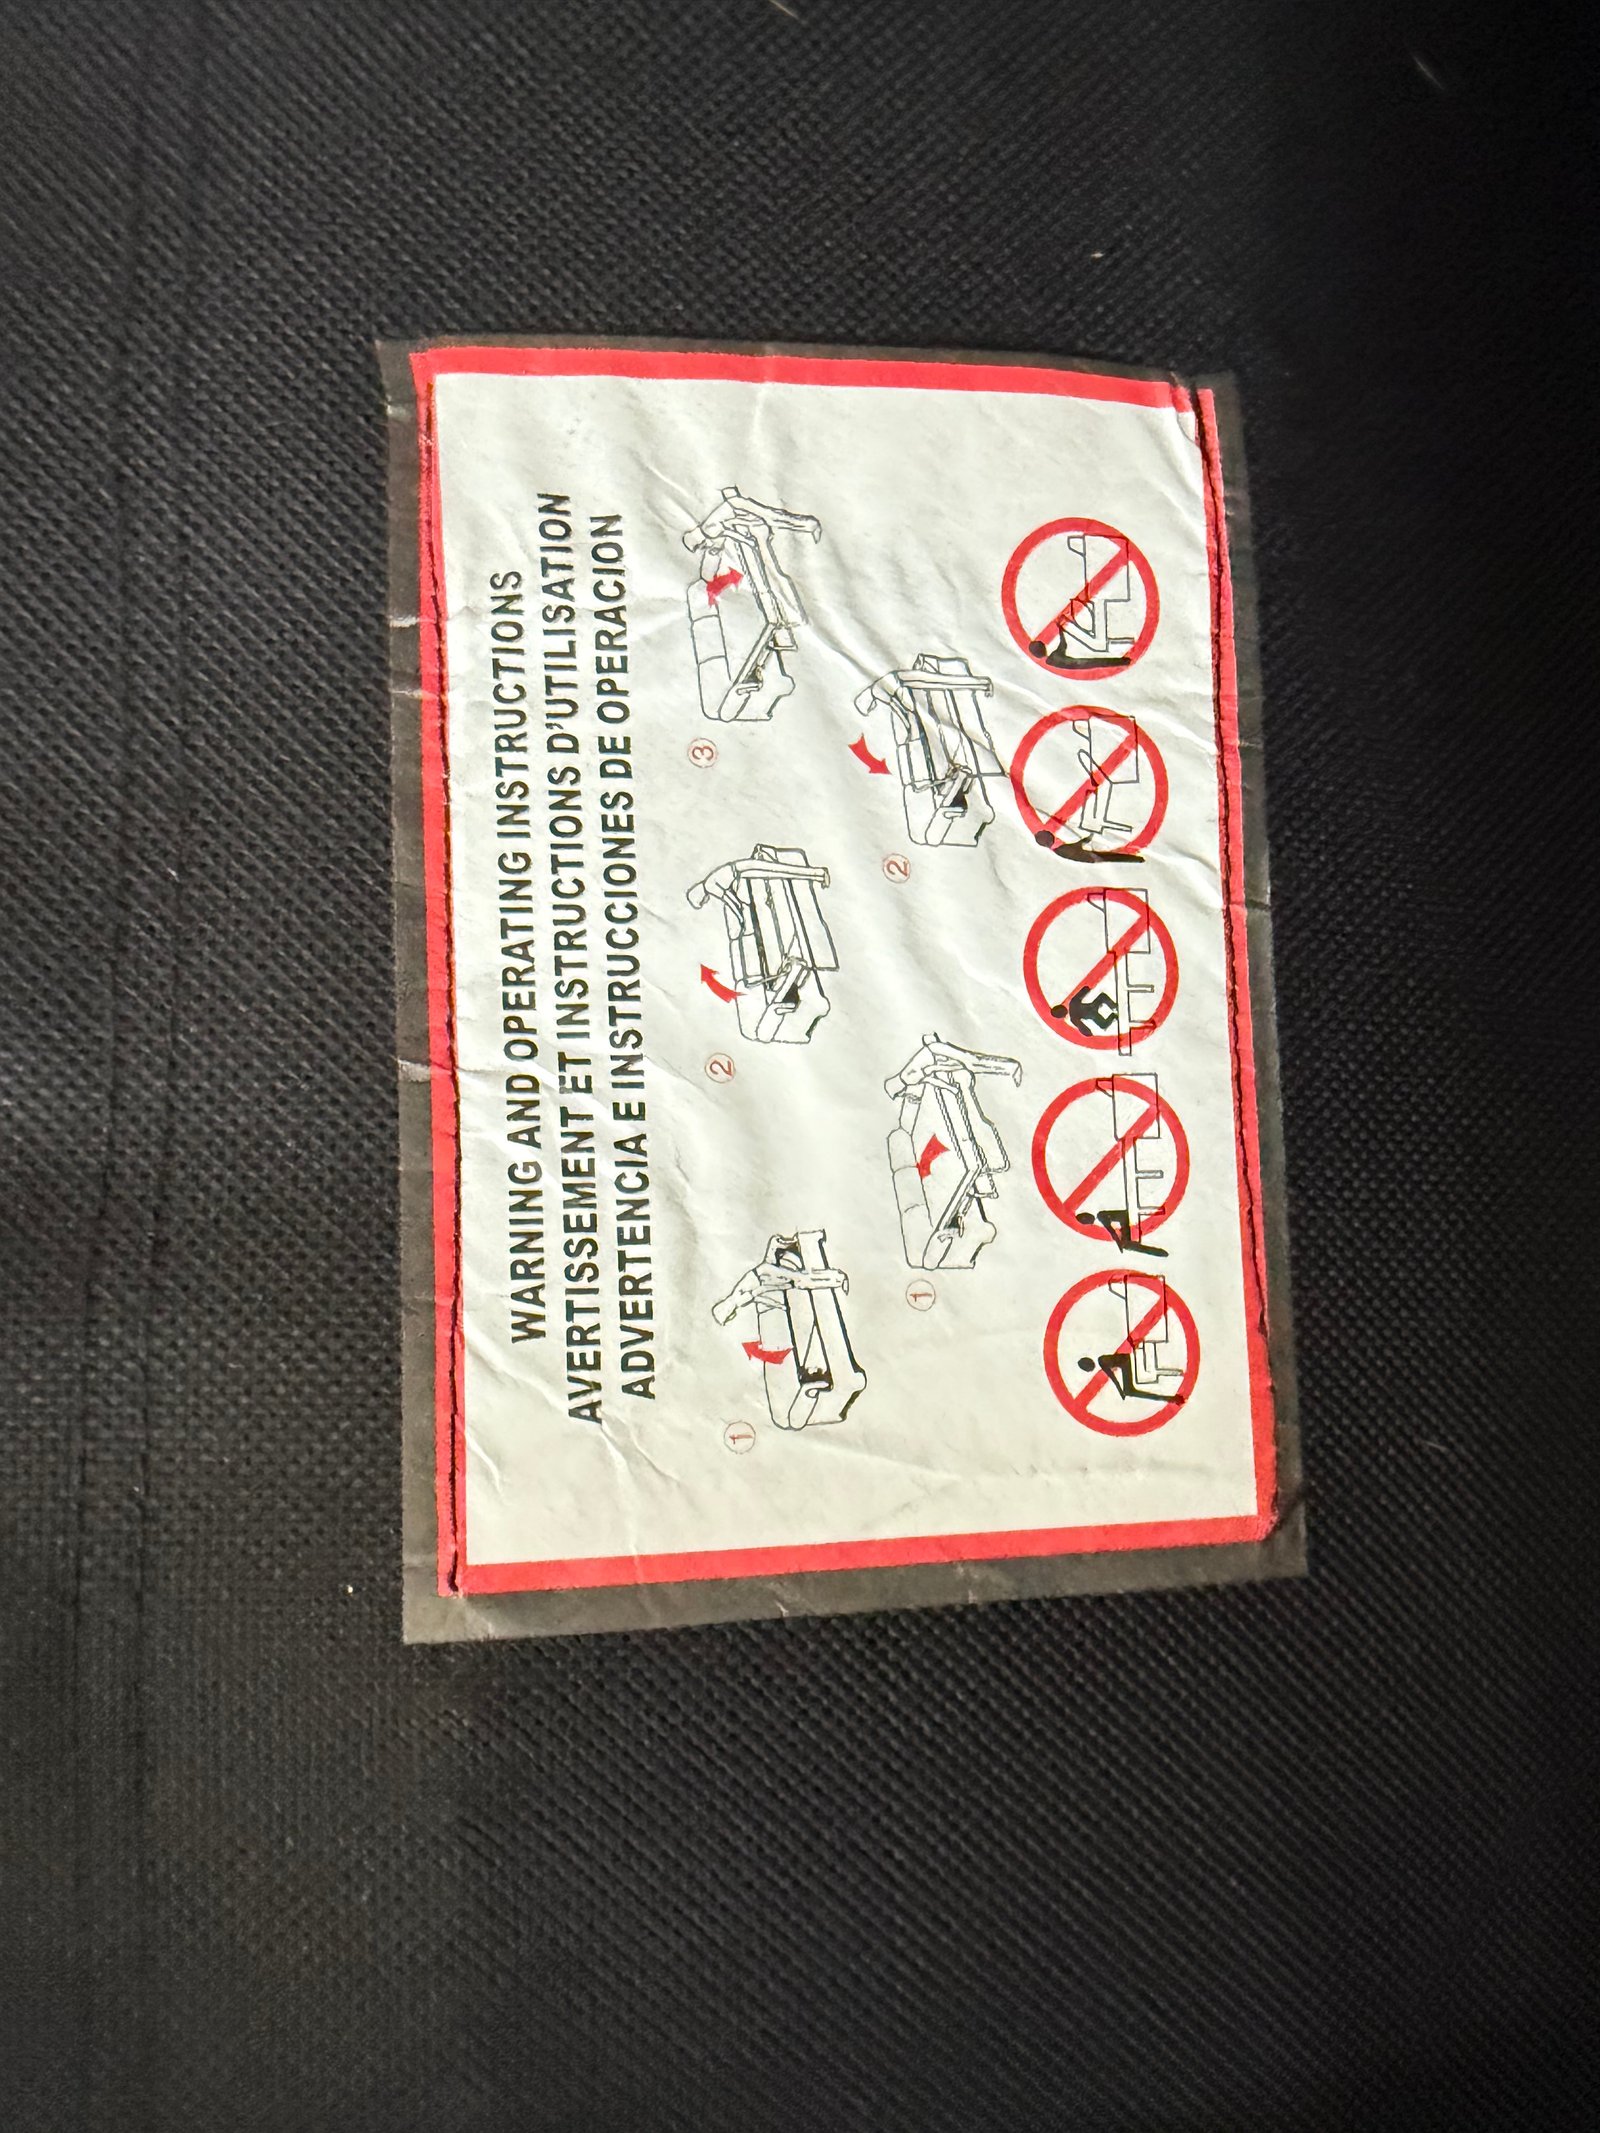 WARNING AND OPERATING INSTRUCTIONS
AVERTISSEMENT ET INSTRUCTIONS D'UTILISATION
ADVERTENCIA E INSTRUCCIONES DE OPERACION
① ② ③
① ②